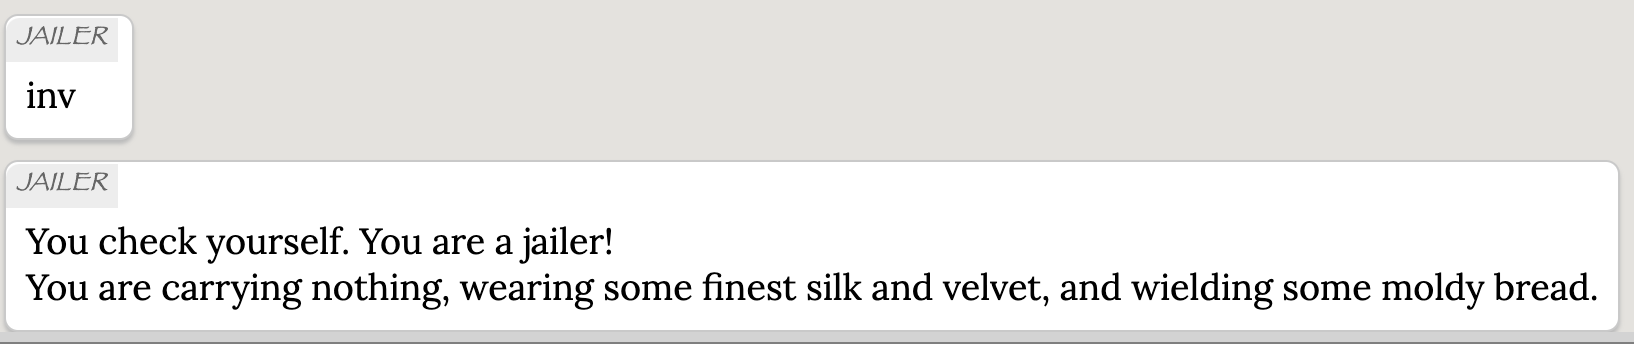 JAILER
inv
JAILER
You check yourself. You are a jailer!
You are carrying nothing, wearing some finest silk and velvet, and wielding some moldy bread.